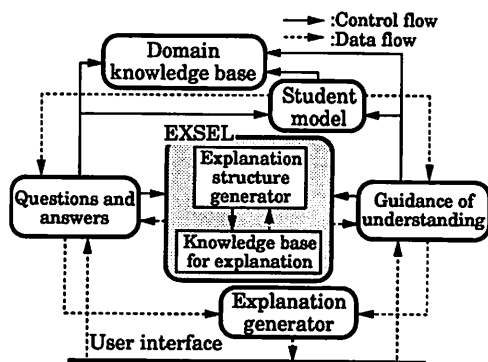 :Control flow
:Data flow
Domain
knowledge base
Student
model
EXSEL
Explanation
structure
generator
Questions and
answers
Guidance of
understanding
Knowledge base
for explanation
Explanation
generator
User interface